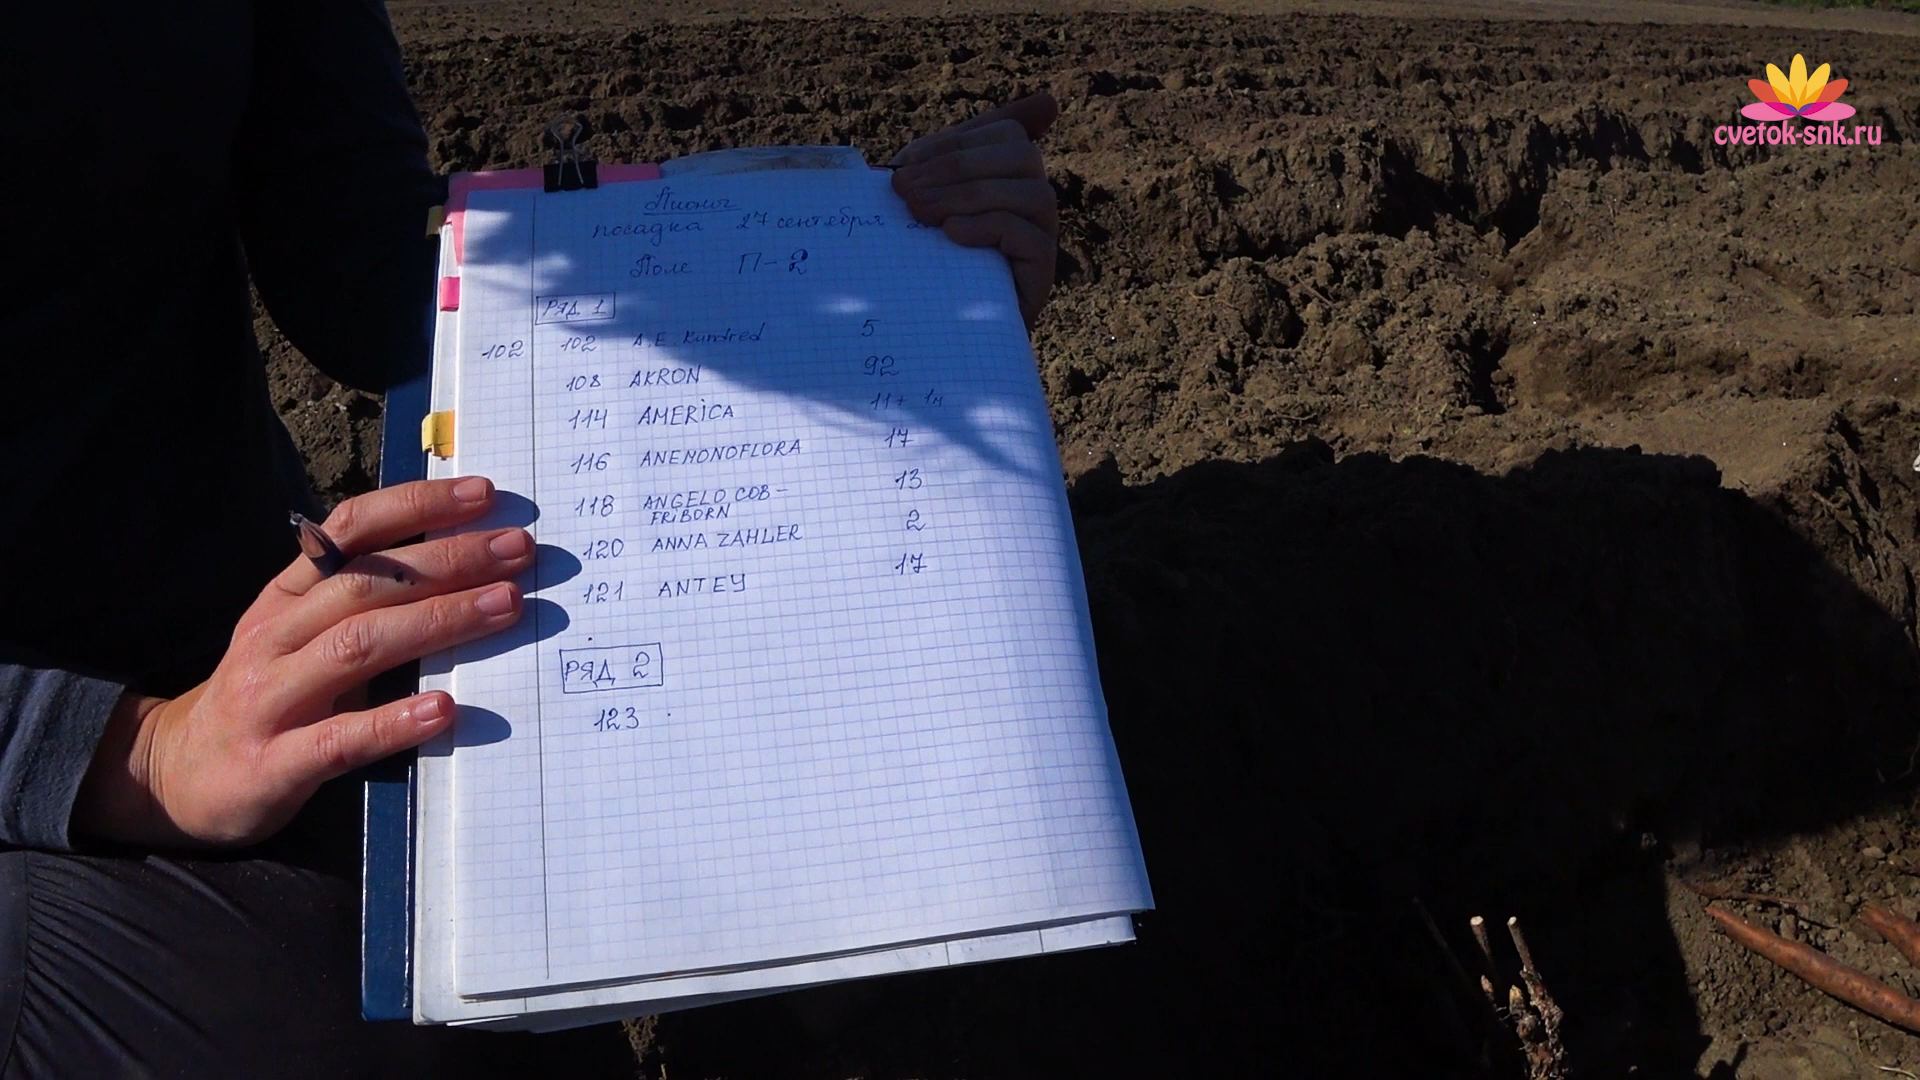 cvetok-snk.ru
Пионы
посадка 27 сентября
Поле П-2
РЯД 1
102 102 A.E. Kundred 5
108 AKRON 92
114 AMERICA 11+ 1м
116 ANEMONOFLORA 17
118 ANGELO COB- 13
FRIBORN
120 ANNA ZAHLER 2
121 ANTEY 17
РЯД 2
123